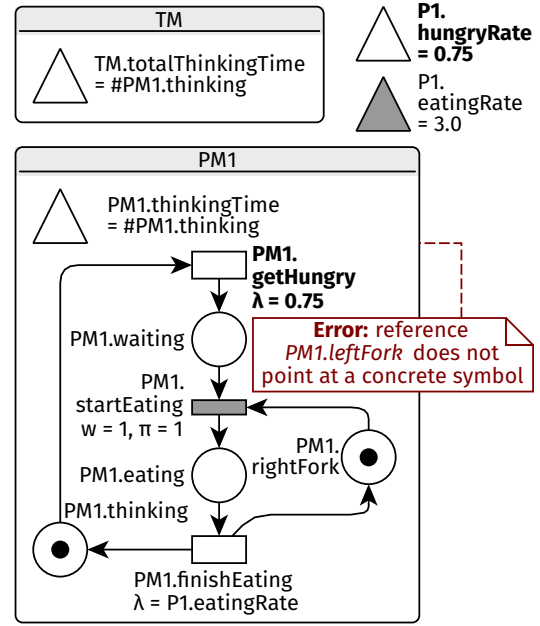 TM
TM.totalThinkingTime
= #PM1.thinking
P1.
hungryRate
= 0.75
P1.
eatingRate
= 3.0
PM1
PM1.thinkingTime
= #PM1.thinking
PM1.
getHungry
λ = 0.75
PM1.waiting
Error: reference
PM1.leftFork does not
point at a concrete symbol
PM1.
startEating
w = 1, π = 1
PM1.
rightFork
PM1.eating
PM1.thinking
PM1.finishEating
λ = P1.eatingRate